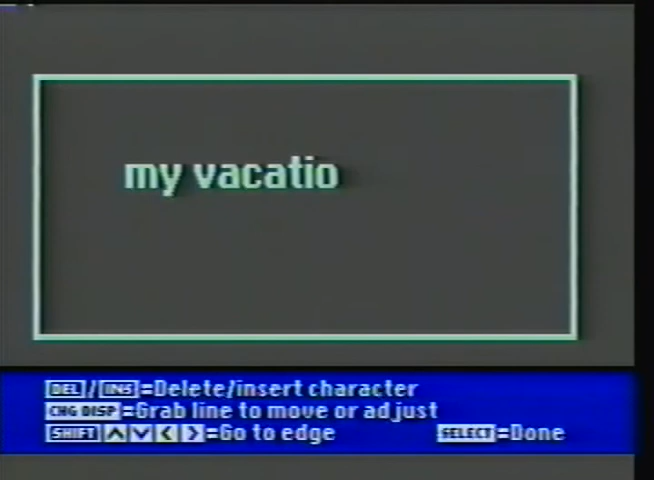 my vacatio
DEL/INS=Delete/insert character
CHG DISP=Grab line to move or adjust
SHIFT ∧ ∨ < >=Go to edge
SELECT=Done